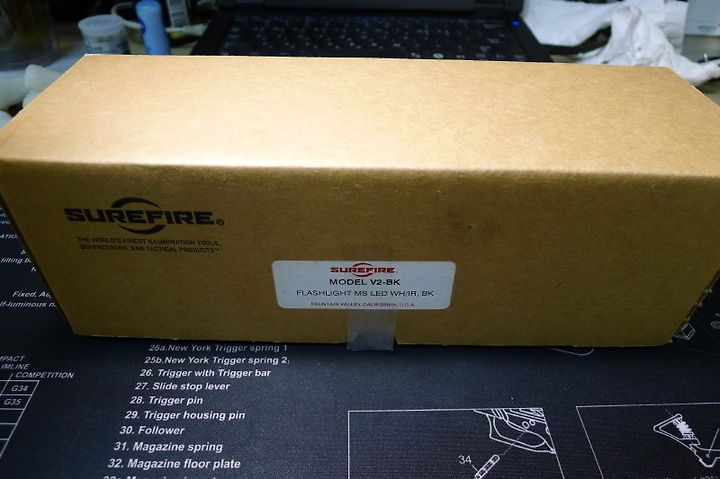 SUREFIRE®
THE WORLD'S FINEST ILLUMINATION TOOLS,
SUPPRESSORS, AND TACTICAL PRODUCTS™
SUREFIRE
MODEL V2-BK
FLASHLIGHT MS LED WH/IR, BK
FOUNTAIN VALLEY, CALIFORNIA, U.S.A.
Fixed, Ad
COMPETITION
G34
G35
26a.New York Trigger spring 1
25b.New York Trigger spring 2
26. Trigger with Trigger bar
27. Slide stop lever
28. Trigger pin
29. Trigger housing pin
30. Follower
31. Magazine spring
32. Magazine floor plate
34